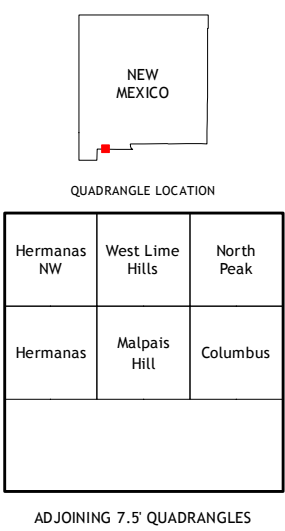 NEW
MEXICO
QUADRANGLE LOCATION
Hermanas
NW
West Lime
Hills
North
Peak
Hermanas
Malpais
Hill
Columbus
ADJOINING 7.5' QUADRANGLES